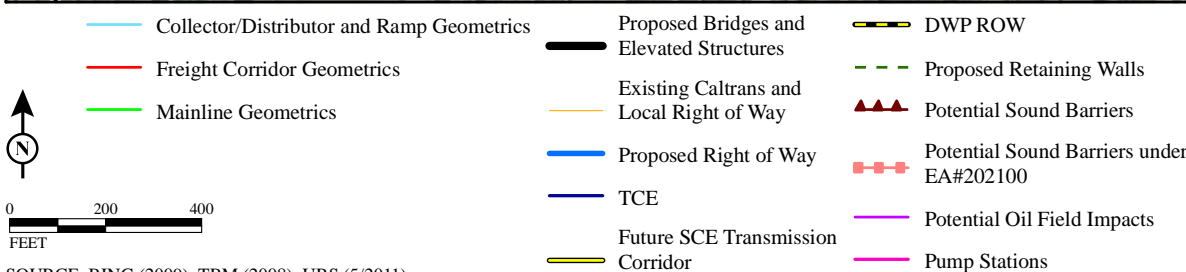 Collector/Distributor and Ramp Geometrics
Freight Corridor Geometrics
Mainline Geometrics
N
0 200 400
FEET
Proposed Bridges and
Elevated Structures
Existing Caltrans and
Local Right of Way
Proposed Right of Way
TCE
Future SCE Transmission
Corridor
DWP ROW
Proposed Retaining Walls
Potential Sound Barriers
Potential Sound Barriers under
EA#202100
Potential Oil Field Impacts
Pump Stations